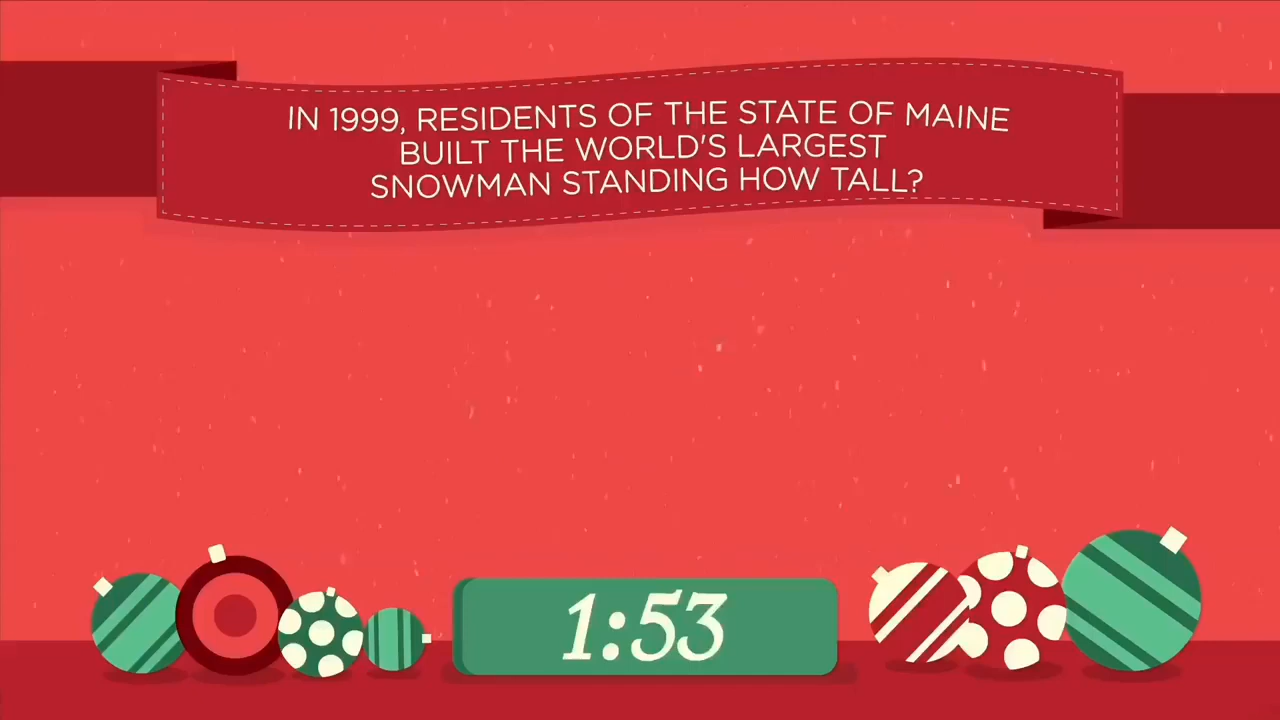 IN 1999, RESIDENTS OF THE STATE OF MAINE
BUILT THE WORLD'S LARGEST
SNOWMAN STANDING HOW TALL?
1:53